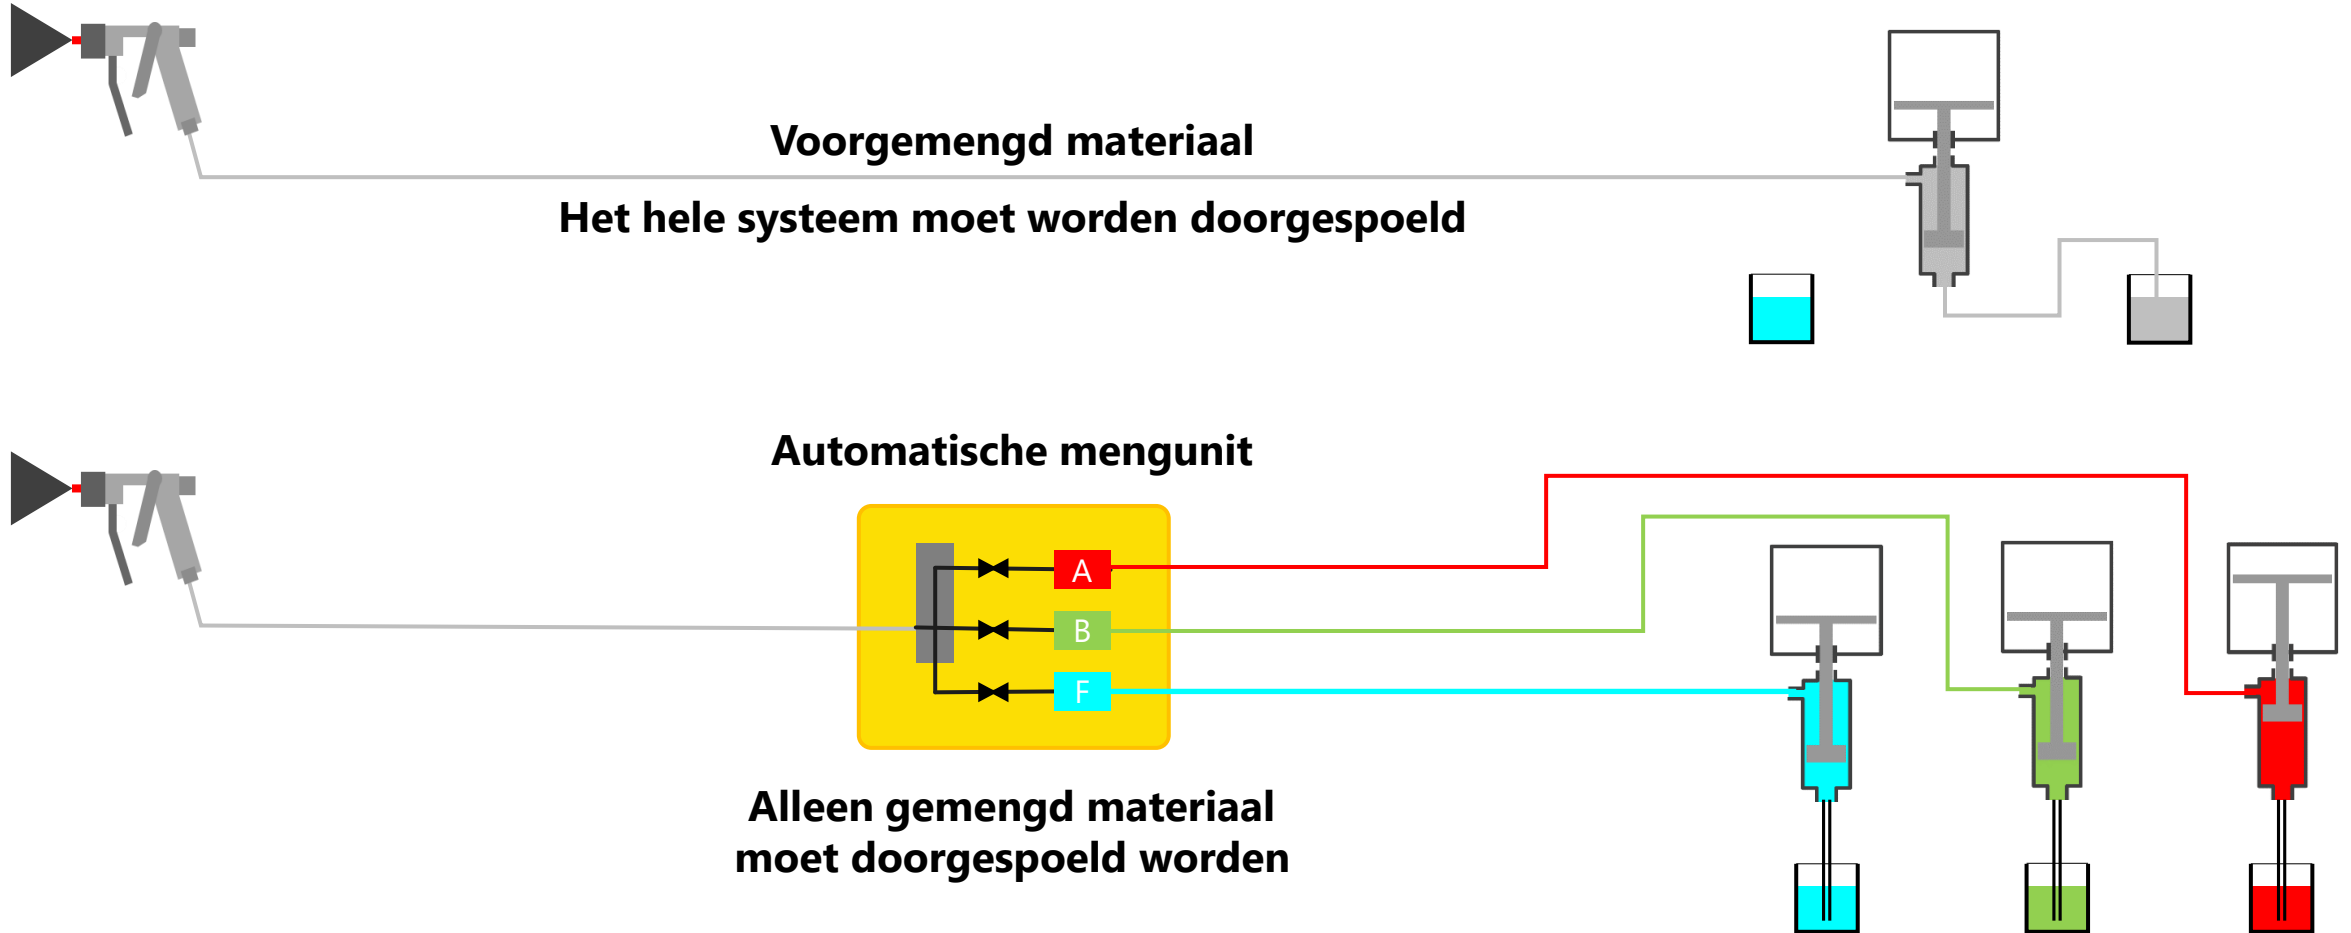 Voorgemengd materiaal
Het hele systeem moet worden doorgespoeld
Automatische mengunit
A
B
F
Alleen gemengd materiaal
moet doorgespoeld worden